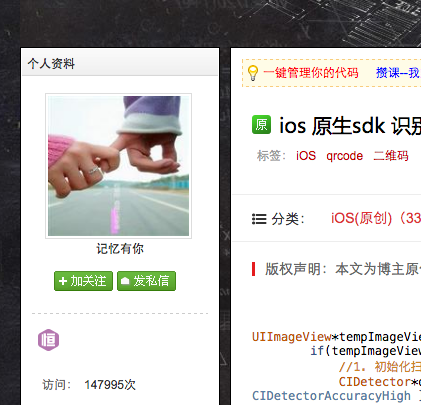 个人资料
记忆有你
加关注
发私信
恒
访问： 147995次
一键管理你的代码 攒课--我
原 ios 原生sdk 识别
标签： iOS qrcode 二维码
分类： iOS(原创)（33
版权声明：本文为博主原
UIImageView*tempImageVie
if(tempImageVie
//1. 初始化扫
CIDetector*
CIDetectorAccuracyHigh